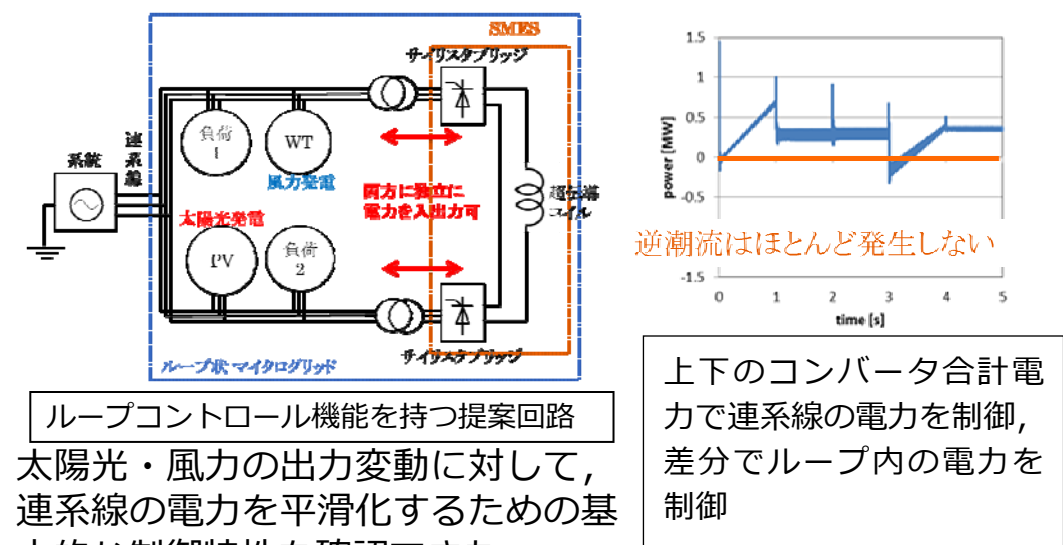 SMES
サイリスタブリッジ
負荷
1
WT
風力発電
連系線
系統
両方に独立に
電力を入出力可
超伝導
コイル
太陽光発電
PV
負荷
2
サイリスタブリッジ
ループ状マイクログリッド
ループコントロール機能を持つ提案回路
太陽光・風力の出力変動に対して,
連系線の電力を平滑化するための基
1.5
1
0.5
0
-0.5
-1.5
power [MW]
逆潮流はほとんど発生しない
0 1 2 3 4 5
time [s]
上下のコンバータ合計電
力で連系線の電力を制御,
差分でループ内の電力を
制御